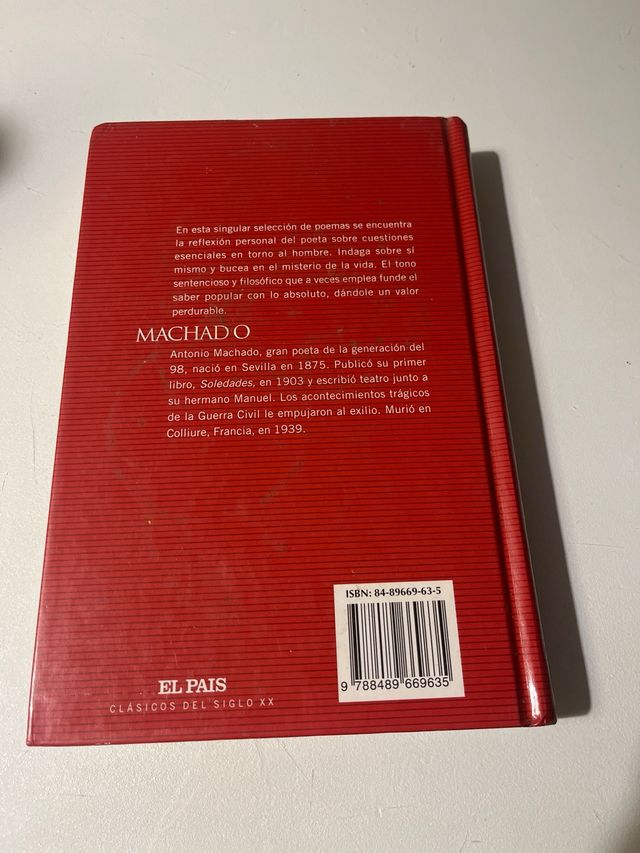 En esta singular selección de poemas se encuentra
la reflexión personal del poeta sobre cuestiones
esenciales en torno al hombre. Indaga sobre sí
mismo y bucea en el misterio de la vida. El tono
sentencioso y filosófico que a veces emplea funde el
saber popular con lo absoluto, dándole un valor
perdurable.
MACHADO
Antonio Machado, gran poeta de la generación del
98, nació en Sevilla en 1875. Publicó su primer
libro, Soledades, en 1903 y escribió teatro junto a
su hermano Manuel. Los acontecimientos trágicos
de la Guerra Civil le empujaron al exilio. Murió en
Colliure, Francia, en 1939.
ISBN: 84-89669-63-5
9 788489 669635
EL PAIS
CLÁSICOS DEL SIGLO XX